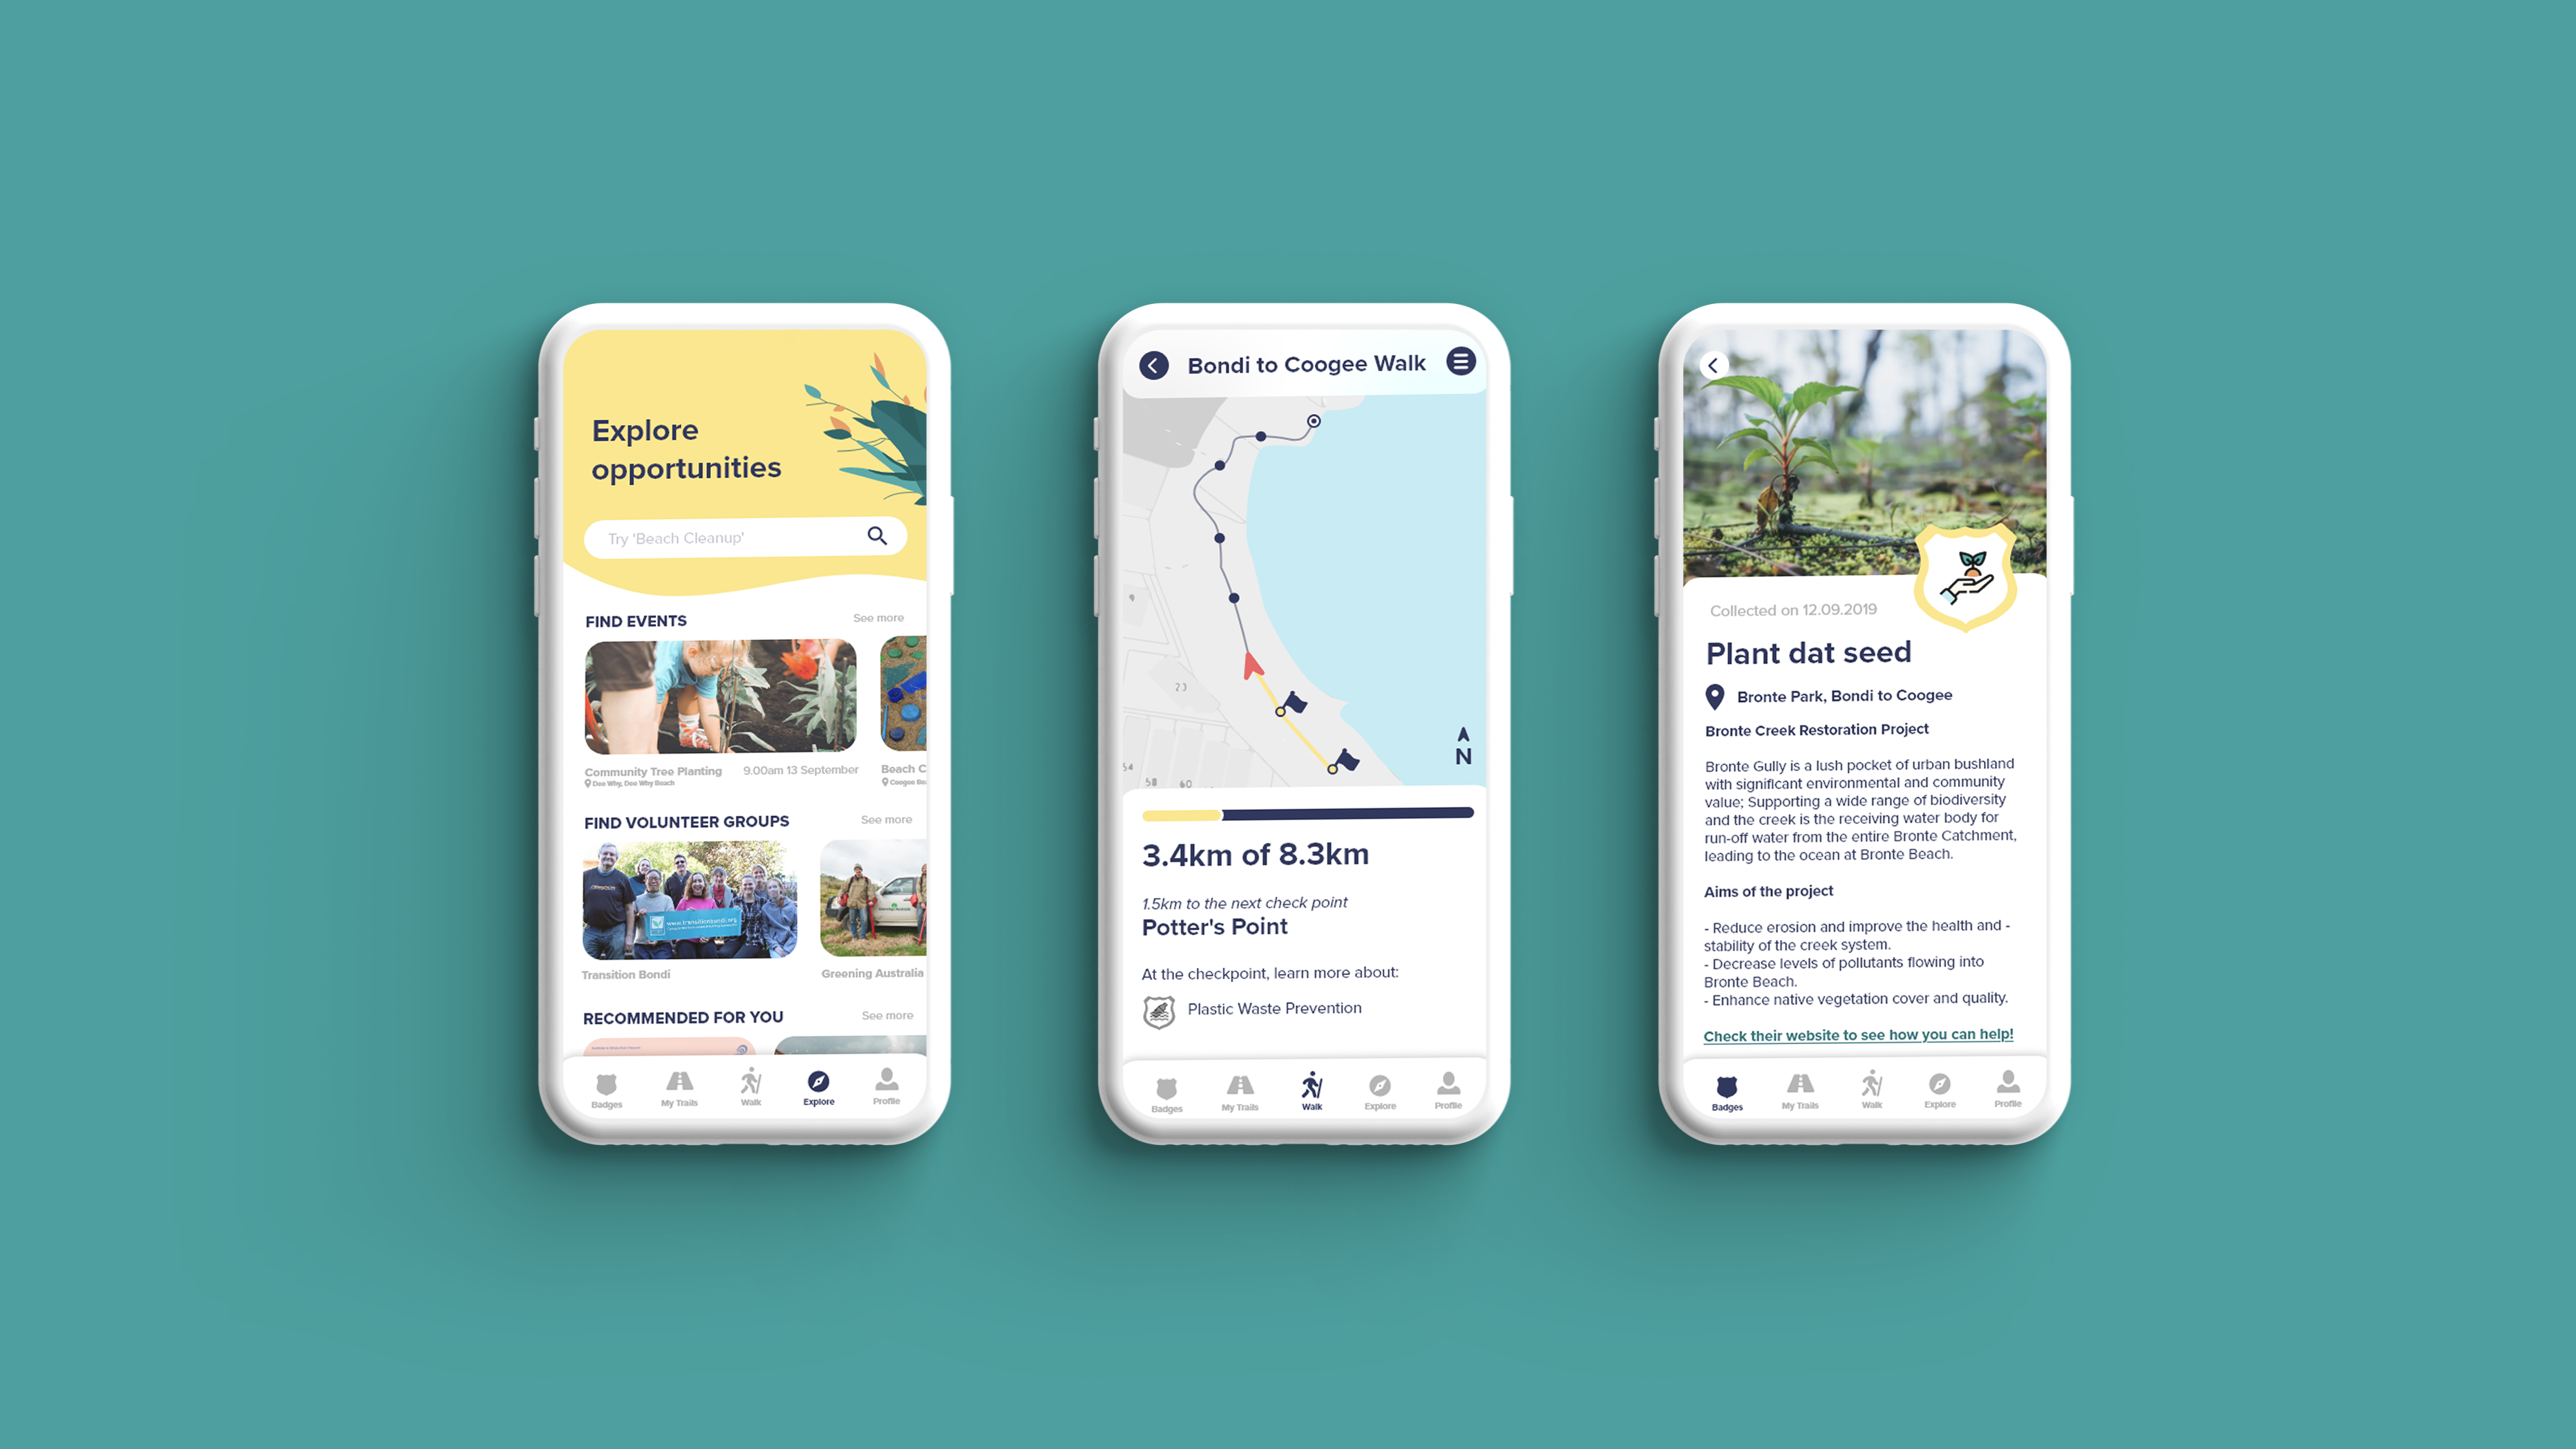 Explore
opportunities
Try 'Beach Cleanup'
FIND EVENTS
See more
Community Tree Planting
9.00am 13 September
Dee Why, Dee Why Beach
Beach C
Coogee Be
FIND VOLUNTEER GROUPS
See more
www.transitionbondi.org
Transition Bondi
Greening Australia
RECOMMENDED FOR YOU
See more
Badges
My Trails
Walk
Explore
Profile
Bondi to Coogee Walk
23
54
58
60
N
3.4km of 8.3km
1.5km to the next check point
Potter's Point
At the checkpoint, learn more about:
Plastic Waste Prevention
Badges
My Trails
Walk
Explore
Profile
Collected on 12.09.2019
Plant dat seed
Bronte Park, Bondi to Coogee
Bronte Creek Restoration Project
Bronte Gully is a lush pocket of urban bushland
with significant environmental and community
value; Supporting a wide range of biodiversity
and the creek is the receiving water body for
run-off water from the entire Bronte Catchment,
leading to the ocean at Bronte Beach.
Aims of the project
- Reduce erosion and improve the health and -
stability of the creek system.
- Decrease levels of pollutants flowing into
Bronte Beach.
- Enhance native vegetation cover and quality.
Check their website to see how you can help!
Badges
My Trails
Walk
Explore
Profile